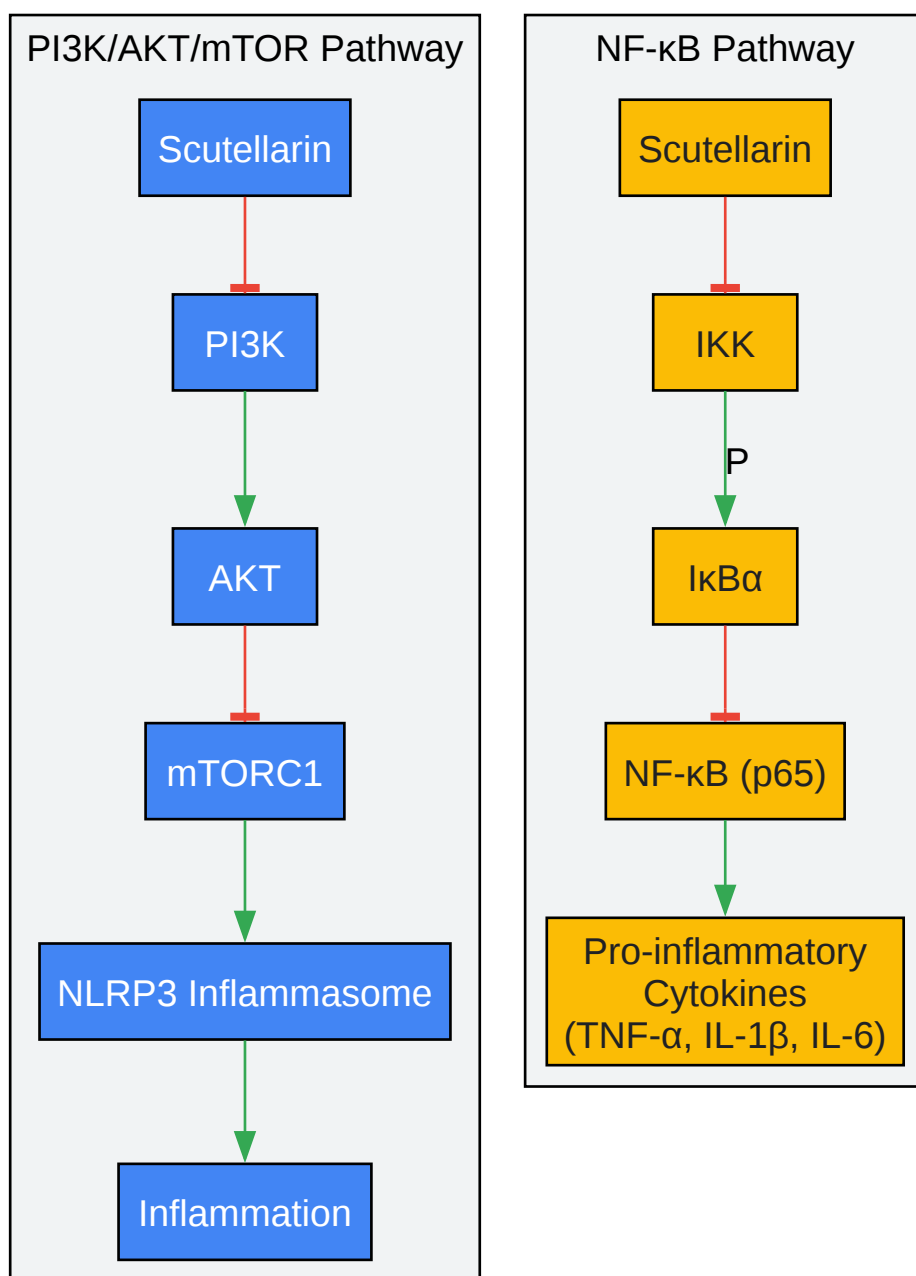 PI3K/AKT/mTOR Pathway
Scutellarin
PI3K
AKT
mTORC1
NLRP3 Inflammasome
Inflammation
NF-κB Pathway
Scutellarin
IKK
P
IκBα
NF-κB (p65)
Pro-inflammatory
Cytokines
(TNF-α, IL-1β, IL-6)